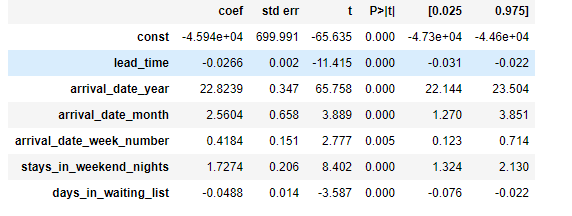 coef std err t P>|t| [0.025 0.975]
const -4.594e+04 699.991 -65.635 0.000 -4.73e+04 -4.46e+04
lead_time -0.0266 0.002 -11.415 0.000 -0.031 -0.022
arrival_date_year 22.8239 0.347 65.758 0.000 22.144 23.504
arrival_date_month 2.5604 0.658 3.889 0.000 1.270 3.851
arrival_date_week_number 0.4184 0.151 2.777 0.005 0.123 0.714
stays_in_weekend_nights 1.7274 0.206 8.402 0.000 1.324 2.130
days_in_waiting_list -0.0488 0.014 -3.587 0.000 -0.076 -0.022